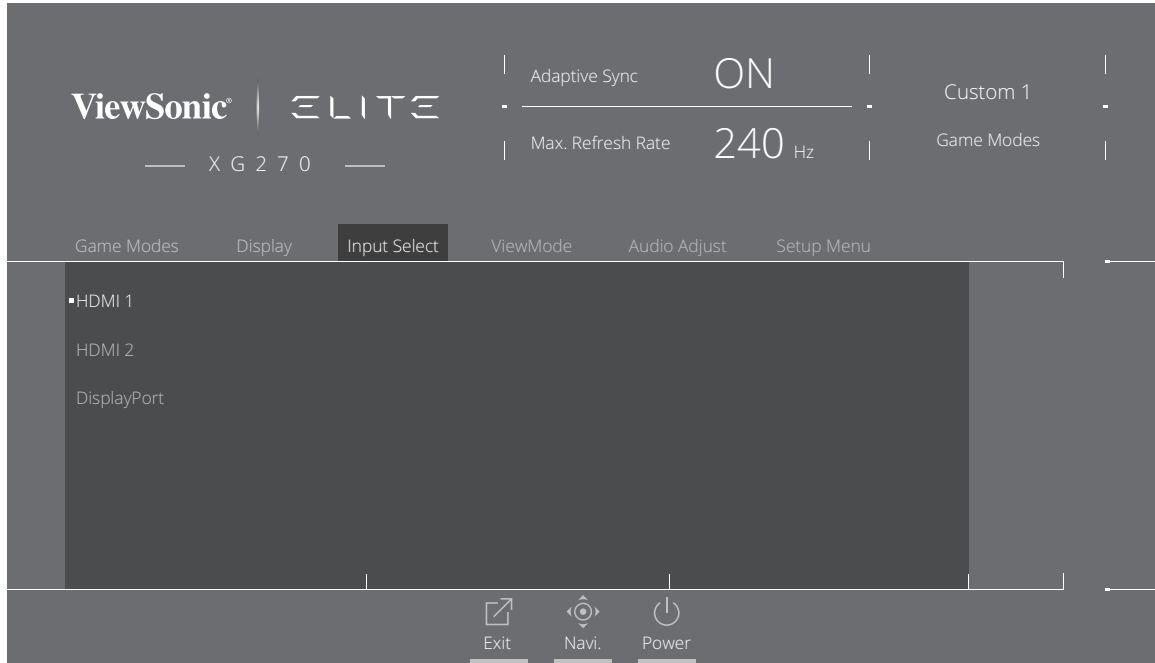 ViewSonic® ELITE
XG270
Adaptive Sync ON
Max. Refresh Rate 240 Hz
Custom 1
Game Modes
Game Modes Display Input Select ViewMode Audio Adjust Setup Menu
HDMI 1
HDMI 2
DisplayPort
Exit Navi. Power